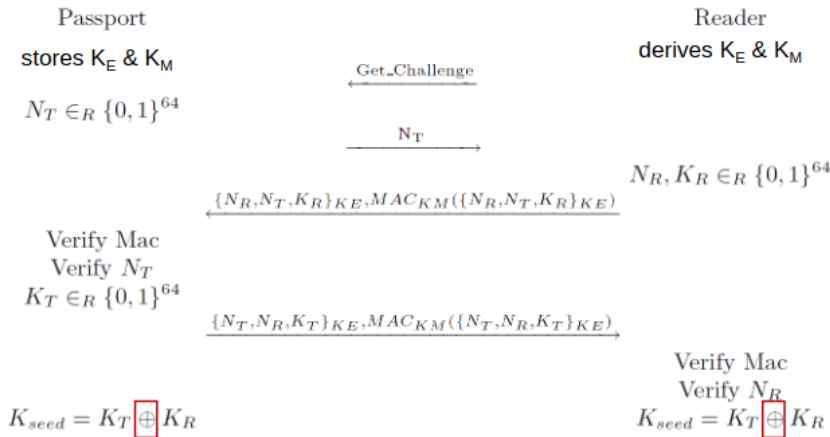 Passport
Reader
stores K_E & K_M
derives K_E & K_M
Get_Challenge
N_T ∈_R {0, 1}^64
N_T
N_R, K_R ∈_R {0, 1}^64
{N_R,N_T,K_R}_KE,MAC_KM({N_R,N_T,K_R}_KE)
Verify Mac
Verify N_T
K_T ∈_R {0, 1}^64
{N_T,N_R,K_T}_KE,MAC_KM({N_T,N_R,K_T}_KE)
Verify Mac
Verify N_R
K_seed = K_T ⊕ K_R
K_seed = K_T ⊕ K_R